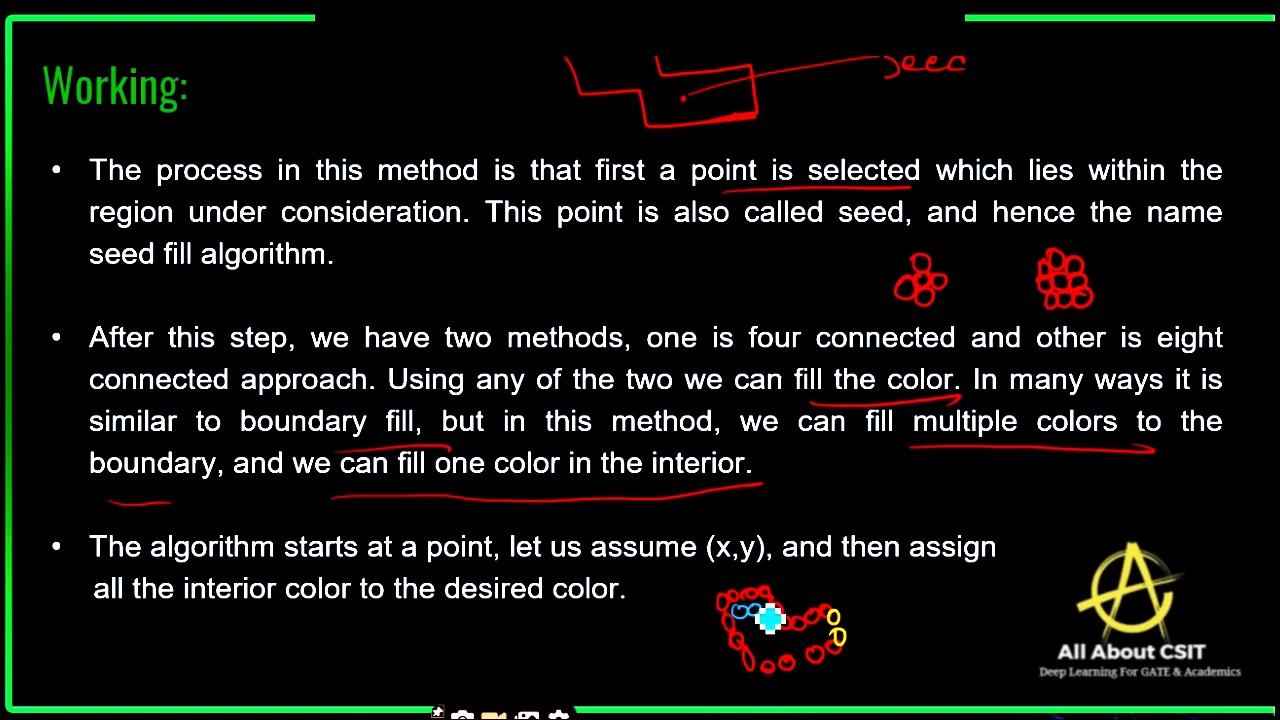 Working:
• The process in this method is that first a point is selected which lies within the
region under consideration. This point is also called seed, and hence the name
seed fill algorithm.
• After this step, we have two methods, one is four connected and other is eight
connected approach. Using any of the two we can fill the color. In many ways it is
similar to boundary fill, but in this method, we can fill multiple colors to the
boundary, and we can fill one color in the interior.
• The algorithm starts at a point, let us assume (x,y), and then assign
all the interior color to the desired color.
All About CSIT
Deep Learning For GATE & Academics